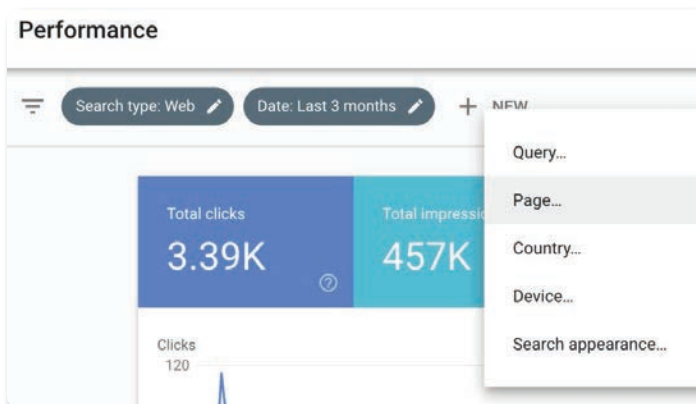 Performance
Search type: Web
Date: Last 3 months
+ NEW
Query...
Page...
Country...
Device...
Search appearance...
Total clicks
3.39K
Total
457K
Clicks
120